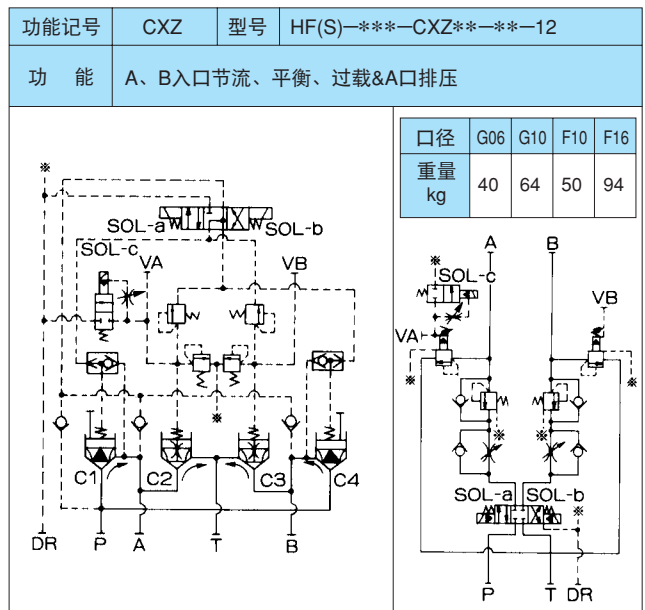 功能记号 CXZ 型号 HF(S)—***—CXZ**—**—12
功 能 A、B入口节流、平衡、过载&A口排压
口径 G06 G10 F10 F16
重量 kg 40 64 50 94
※
SOL-a SOL-b
SOL-c
VA VB
※
C1 C2 C3 C4
DR P A T B
A B
※
SOL-c
VB
VA
※ ※
※ ※
SOL-a SOL-b
※
P T DR